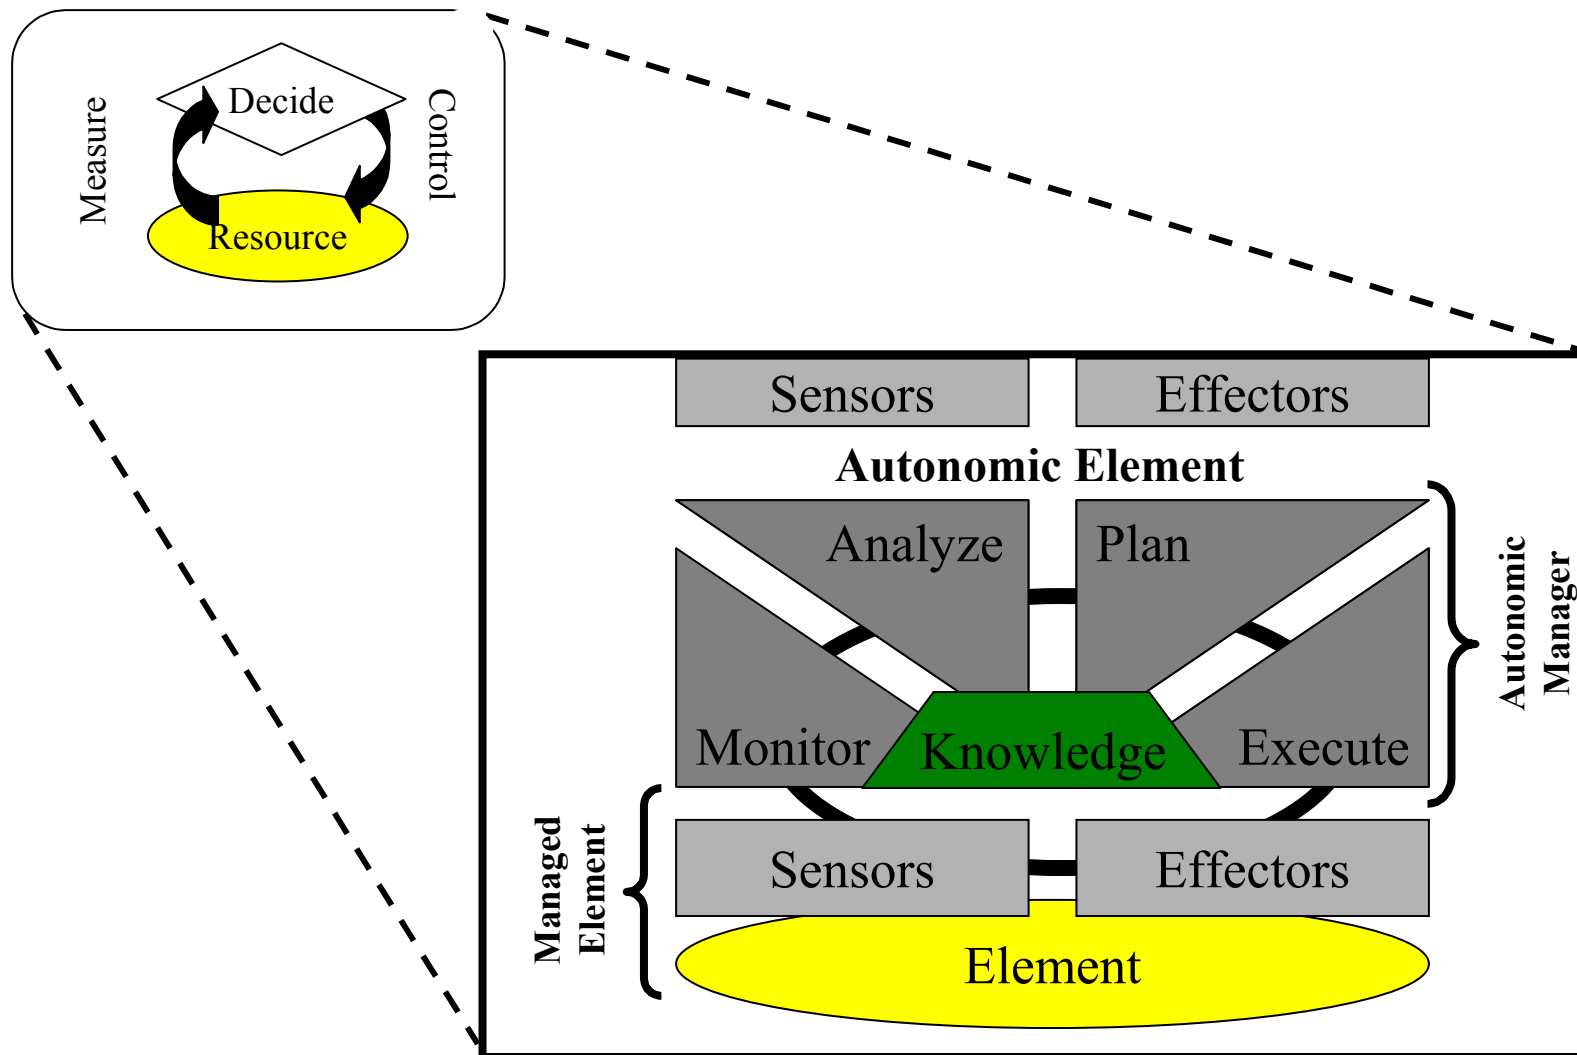 Decide
Measure
Control
Resource
Sensors
Effectors
Autonomic Element
Analyze
Plan
Autonomic
Manager
Monitor
Knowledge
Execute
Managed
Element
Sensors
Effectors
Element